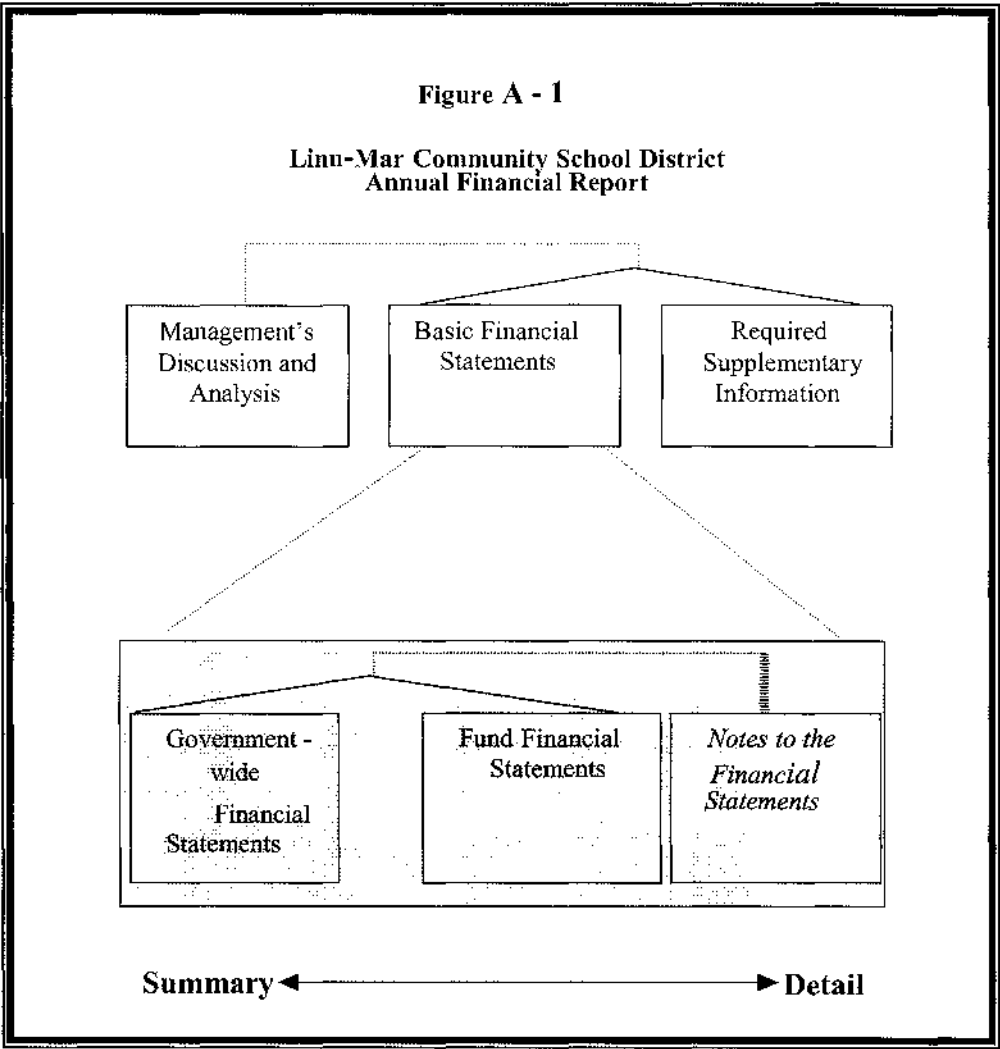 Figure A - 1
Linn-Mar Community School District
Annual Financial Report
Management's
Discussion and
Analysis
Basic Financial
Statements
Required
Supplementary
Information
Government -
wide
Financial
Statements
Fund Financial
Statements
Notes to the
Financial
Statements
Summary
Detail